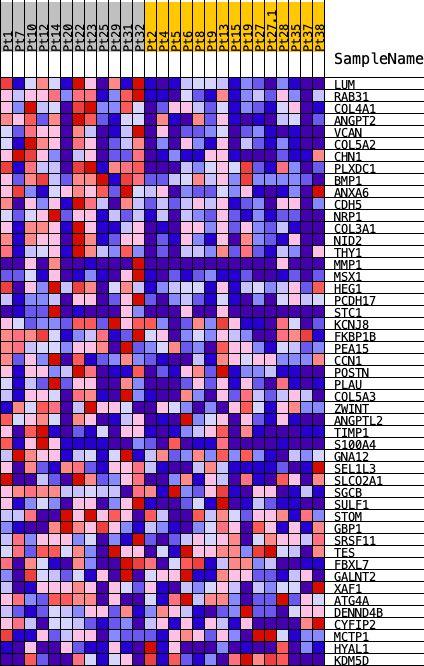 Pt1 Pt7 Pt10 Pt12 Pt14 Pt20 Pt22 Pt23 Pt25 Pt29 Pt31 Pt32 Pt2 Pt4 Pt5 Pt6 Pt8 Pt9 Pt13 Pt15 Pt19 Pt27 Pt27.1 Pt28 Pt35 Pt37 Pt38
SampleName
LUM
RAB31
COL4A1
ANGPT2
VCAN
COL5A2
CHN1
PLXDC1
BMP1
ANXA6
CDH5
NRP1
COL3A1
NID2
THY1
MMP1
MSX1
HEG1
PCDH17
STC1
KCNJ8
FKBP1B
PEA15
CCN1
POSTN
PLAU
COL5A3
ZWINT
ANGPTL2
TIMP1
S100A4
GNA12
SEL1L3
SLCO2A1
SGCB
SULF1
STOM
GBP1
SRSF11
TES
FBXL7
GALNT2
XAF1
ATG4A
DENND4B
CYFIP2
MCTP1
HYAL1
KDM5D